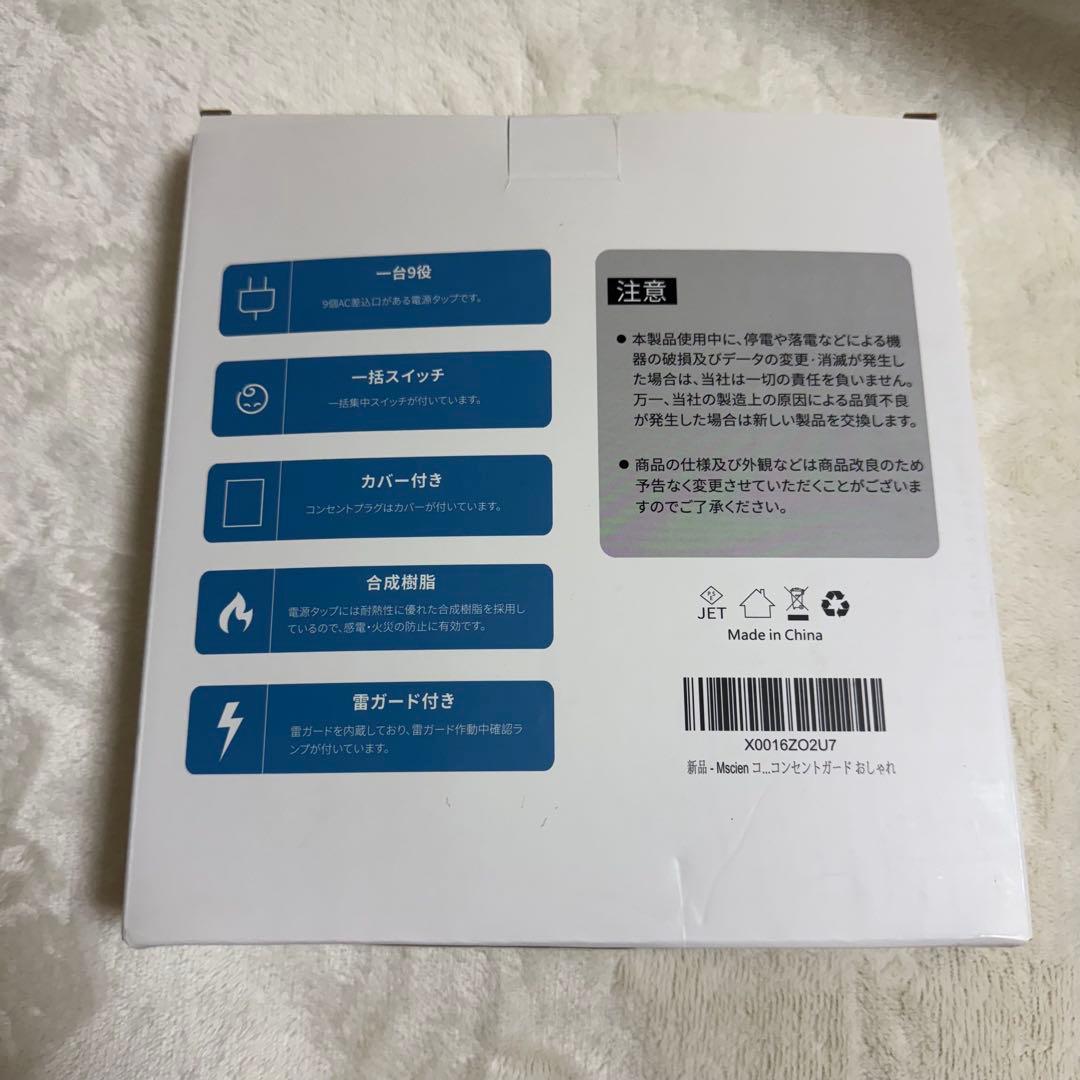 一台9役
9個AC差込口がある電源タップです。
一括スイッチ
一括集中スイッチが付いています。
カバー付き
コンセントプラグはカバーが付いています。
合成樹脂
電源タップには耐熱性に優れた合成樹脂を採用し
ているので、感電・火災の防止に有効です。
雷ガード付き
雷ガードを内蔵しており、雷ガード作動中確認ラ
ンプが付いています。
注意
● 本製品使用中に、停電や落電などによる機
器の破損及びデータの変更·消滅が発生し
た場合は、当社は一切の責任を負いません。
万一、当社の製造上の原因による品質不良
が発生した場合は新しい製品を交換します。
● 商品の仕様及び外観などは商品改良のため
予告なく変更させていただくことがございま
すのでご了承ください。
PSE
JET
Made in China
X0016ZO2U7
新品 - Mscien コ...コンセントガード おしゃれ